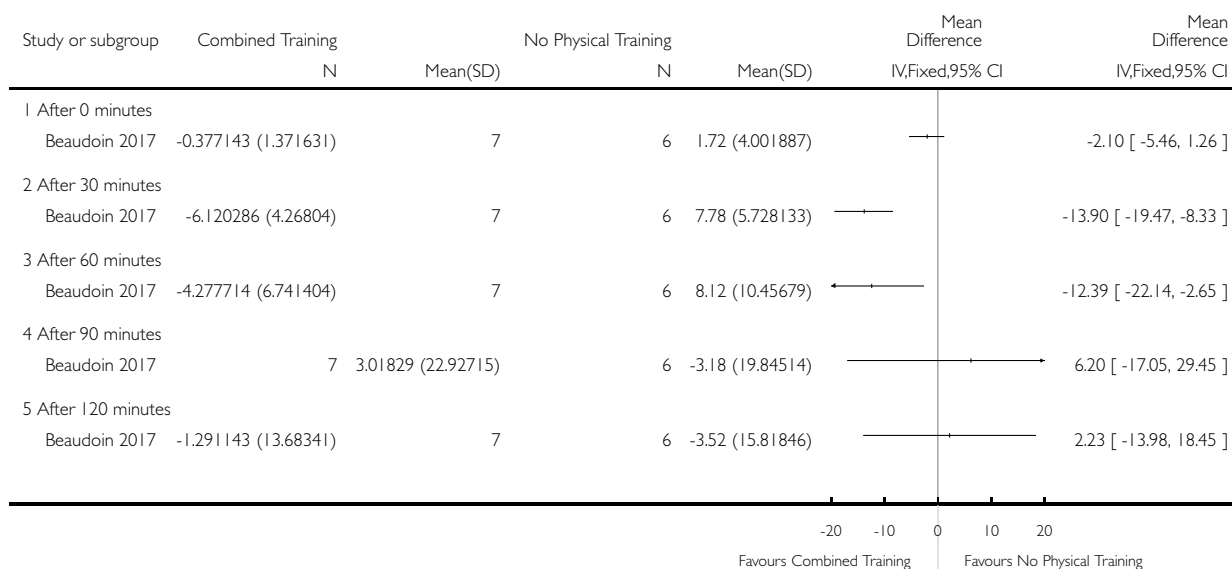 Mean Mean
Study or subgroup Combined Training No Physical Training Difference Difference
N Mean(SD) N Mean(SD) IV,Fixed,95% CI IV,Fixed,95% CI
1 After 0 minutes
Beaudoin 2017 -0.377143 (1.371631) 7 6 1.72 (4.001887) -2.10 [ -5.46, 1.26 ]
2 After 30 minutes
Beaudoin 2017 -6.120286 (4.26804) 7 6 7.78 (5.728133) -13.90 [ -19.47, -8.33 ]
3 After 60 minutes
Beaudoin 2017 -4.277714 (6.741404) 7 6 8.12 (10.45679) -12.39 [ -22.14, -2.65 ]
4 After 90 minutes
Beaudoin 2017 7 3.01829 (22.92715) 6 -3.18 (19.84514) 6.20 [ -17.05, 29.45 ]
5 After 120 minutes
Beaudoin 2017 -1.291143 (13.68341) 7 6 -3.52 (15.81846) 2.23 [ -13.98, 18.45 ]
-20 -10 0 10 20
Favours Combined Training Favours No Physical Training